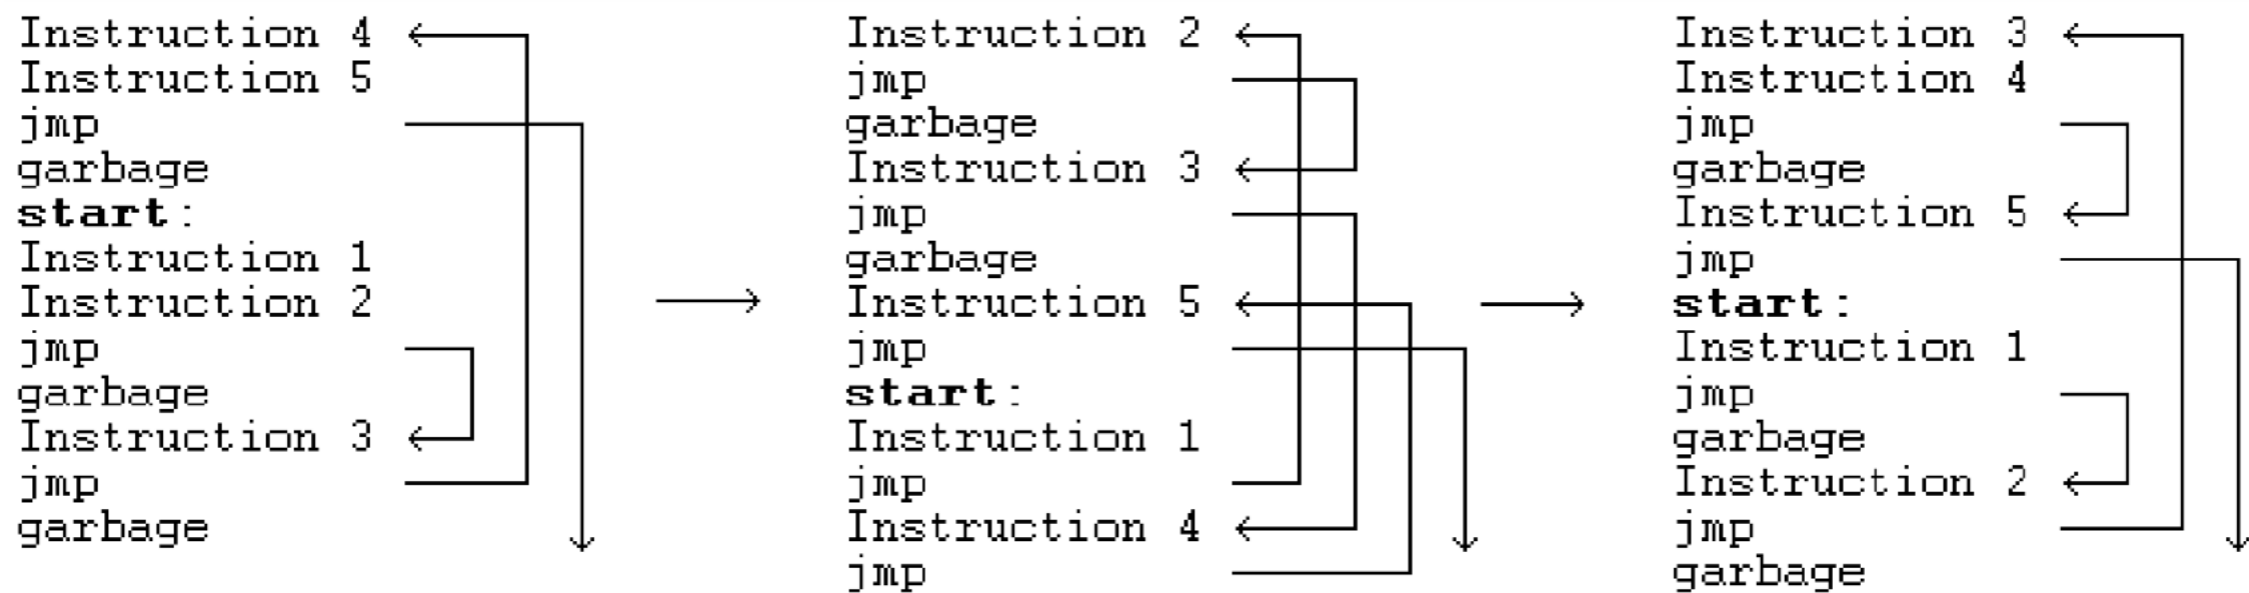 Instruction 4
Instruction 5
jmp
garbage
start:
Instruction 1
Instruction 2
jmp
garbage
Instruction 3
jmp
garbage
Instruction 2
jmp
garbage
Instruction 3
jmp
garbage
Instruction 5
jmp
start:
Instruction 1
jmp
Instruction 4
jmp
Instruction 3
Instruction 4
jmp
garbage
Instruction 5
jmp
start:
Instruction 1
jmp
garbage
Instruction 2
jmp
garbage